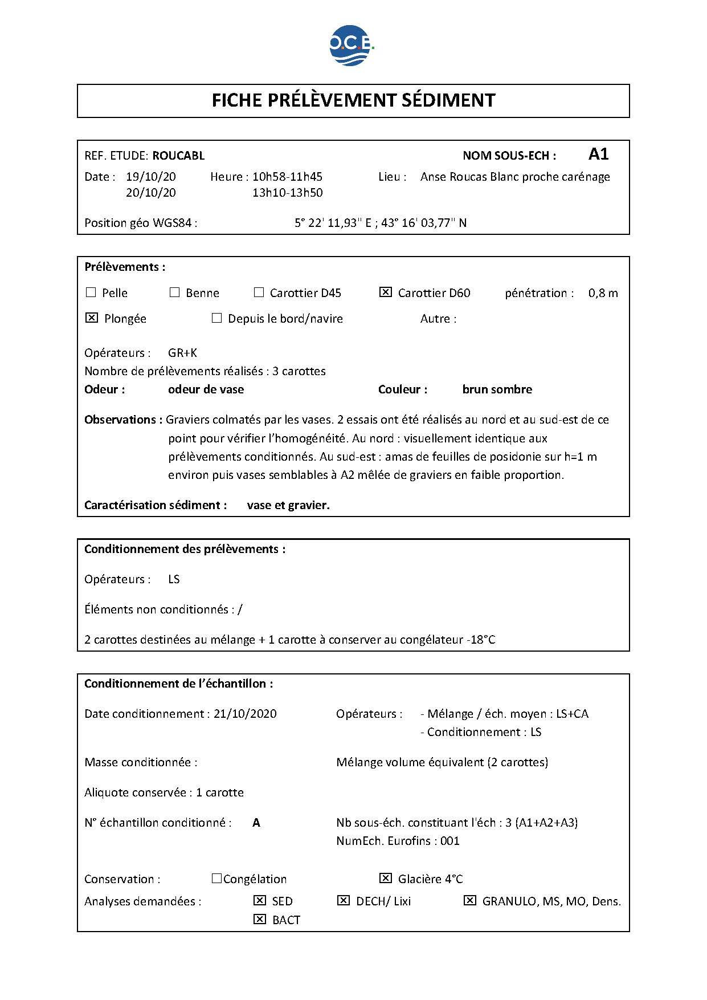 O.C.E.
FICHE PRÉLÈVEMENT SÉDIMENT
REF. ETUDE: ROUCABL NOM SOUS-ECH : A1
Date : 19/10/20 Heure : 10h58-11h45 Lieu : Anse Roucas Blanc proche carénage
20/10/20 13h10-13h50
Position géo WGS84 : 5° 22' 11,93" E ; 43° 16' 03,77" N
Prélèvements :
☐ Pelle ☐ Benne ☐ Carottier D45 ☒ Carottier D60 pénétration : 0,8 m
☒ Plongée ☐ Depuis le bord/navire Autre :
Opérateurs : GR+K
Nombre de prélèvements réalisés : 3 carottes
Odeur : odeur de vase Couleur : brun sombre
Observations : Graviers colmatés par les vases. 2 essais ont été réalisés au nord et au sud-est de ce
point pour vérifier l’homogénéité. Au nord : visuellement identique aux
prélèvements conditionnés. Au sud-est : amas de feuilles de posidonie sur h=1 m
environ puis vases semblables à A2 mêlée de graviers en faible proportion.
Caractérisation sédiment : vase et gravier.
Conditionnement des prélèvements :
Opérateurs : LS
Éléments non conditionnés : /
2 carottes destinées au mélange + 1 carotte à conserver au congélateur -18°C
Conditionnement de l’échantillon :
Date conditionnement : 21/10/2020 Opérateurs : - Mélange / éch. moyen : LS+CA
- Conditionnement : LS
Masse conditionnée : Mélange volume équivalent (2 carottes)
Aliquote conservée : 1 carotte
N° échantillon conditionné : A Nb sous-éch. constituant l'éch : 3 (A1+A2+A3)
NumEch. Eurofins : 001
Conservation : ☐Congélation ☒ Glacière 4°C
Analyses demandées : ☒ SED ☒ DECH/ Lixi ☒ GRANULO, MS, MO, Dens.
☒ BACT